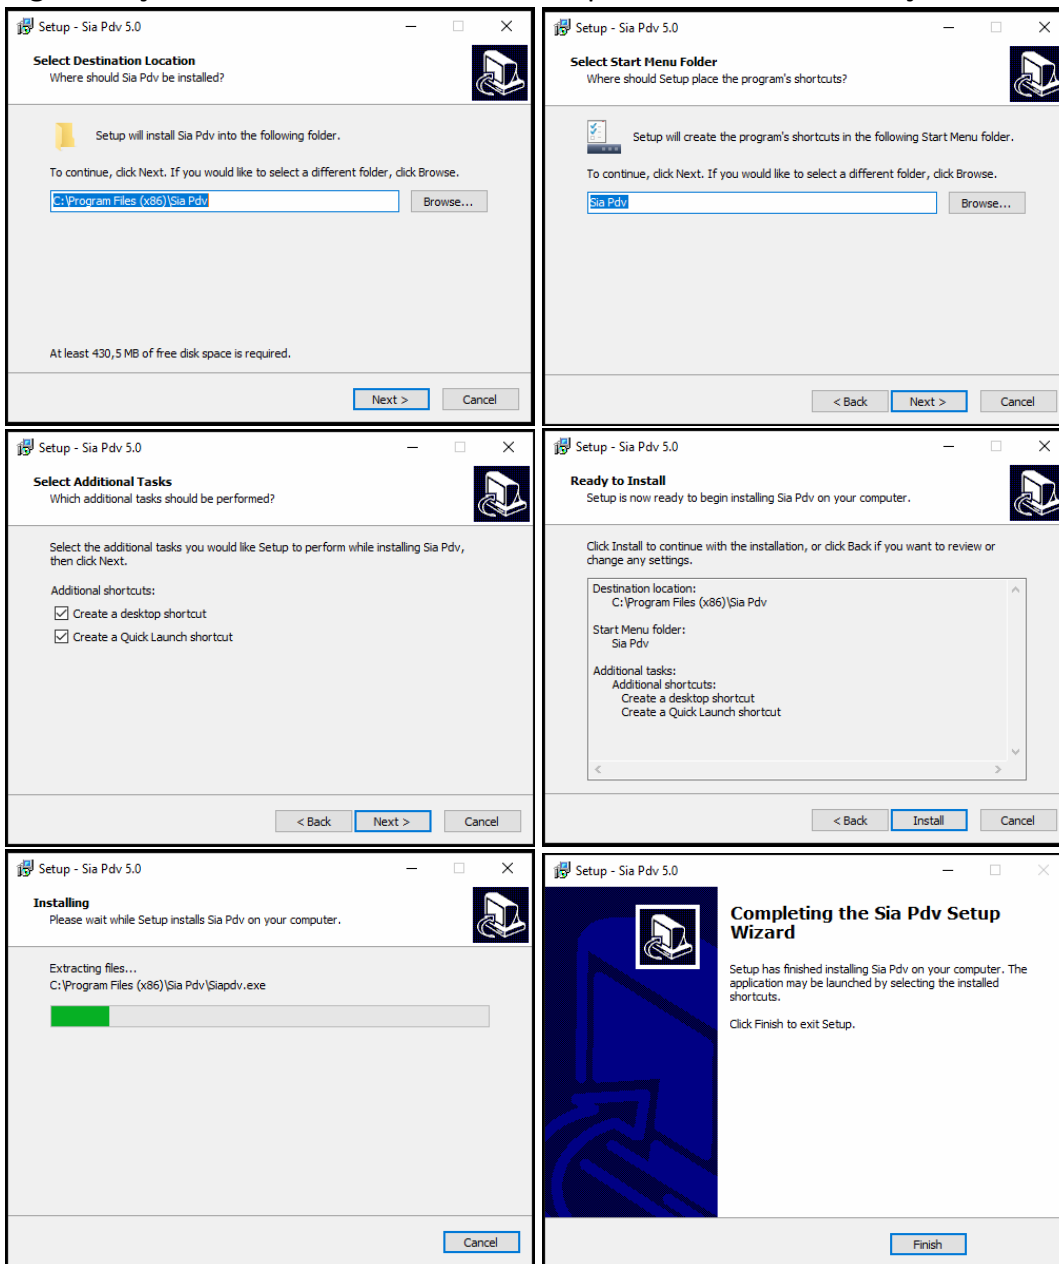 Setup - Sia Pdv 5.0
Select Destination Location
Where should Sia Pdv be installed?
Setup will install Sia Pdv into the following folder.
To continue, click Next. If you would like to select a different folder, click Browse.
C:\Program Files (x86)\Sia Pdv
Browse...
At least 430,5 MB of free disk space is required.
Next >
Cancel
Setup - Sia Pdv 5.0
Select Start Menu Folder
Where should Setup place the program's shortcuts?
Setup will create the program's shortcuts in the following Start Menu folder.
To continue, click Next. If you would like to select a different folder, click Browse.
Sia Pdv
Browse...
< Back
Next >
Cancel
Setup - Sia Pdv 5.0
Select Additional Tasks
Which additional tasks should be performed?
Select the additional tasks you would like Setup to perform while installing Sia Pdv,
then click Next.
Additional shortcuts:
Create a desktop shortcut
Create a Quick Launch shortcut
< Back
Next >
Cancel
Setup - Sia Pdv 5.0
Ready to Install
Setup is now ready to begin installing Sia Pdv on your computer.
Click Install to continue with the installation, or click Back if you want to review or
change any settings.
Destination location:
C:\Program Files (x86)\Sia Pdv
Start Menu folder:
Sia Pdv
Additional tasks:
Additional shortcuts:
Create a desktop shortcut
Create a Quick Launch shortcut
< Back
Install
Cancel
Setup - Sia Pdv 5.0
Installing
Please wait while Setup installs Sia Pdv on your computer.
Extracting files...
C:\Program Files (x86)\Sia Pdv\Siapdv.exe
Cancel
Setup - Sia Pdv 5.0
Completing the Sia Pdv Setup
Wizard
Setup has finished installing Sia Pdv on your computer. The
application may be launched by selecting the installed
shortcuts.
Click Finish to exit Setup.
Finish